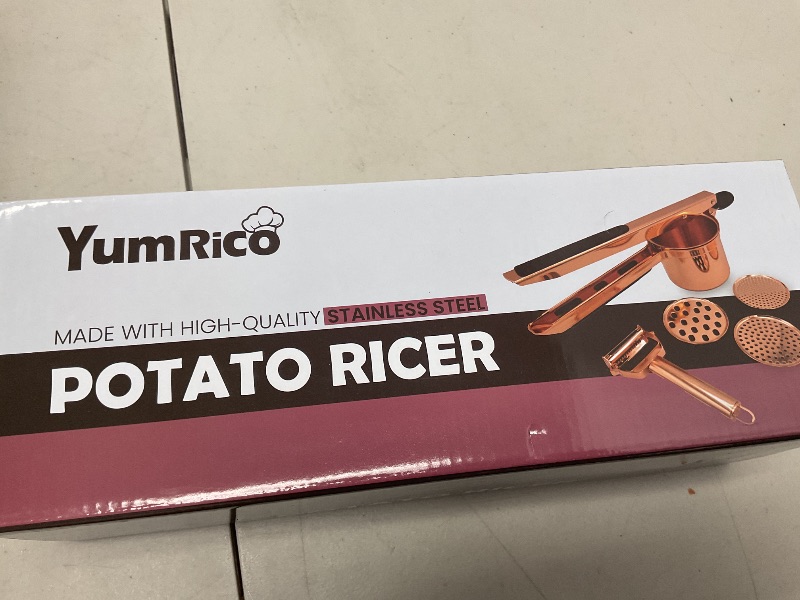 YumRico
MADE WITH HIGH-QUALITY STAINLESS STEEL
POTATO RICER